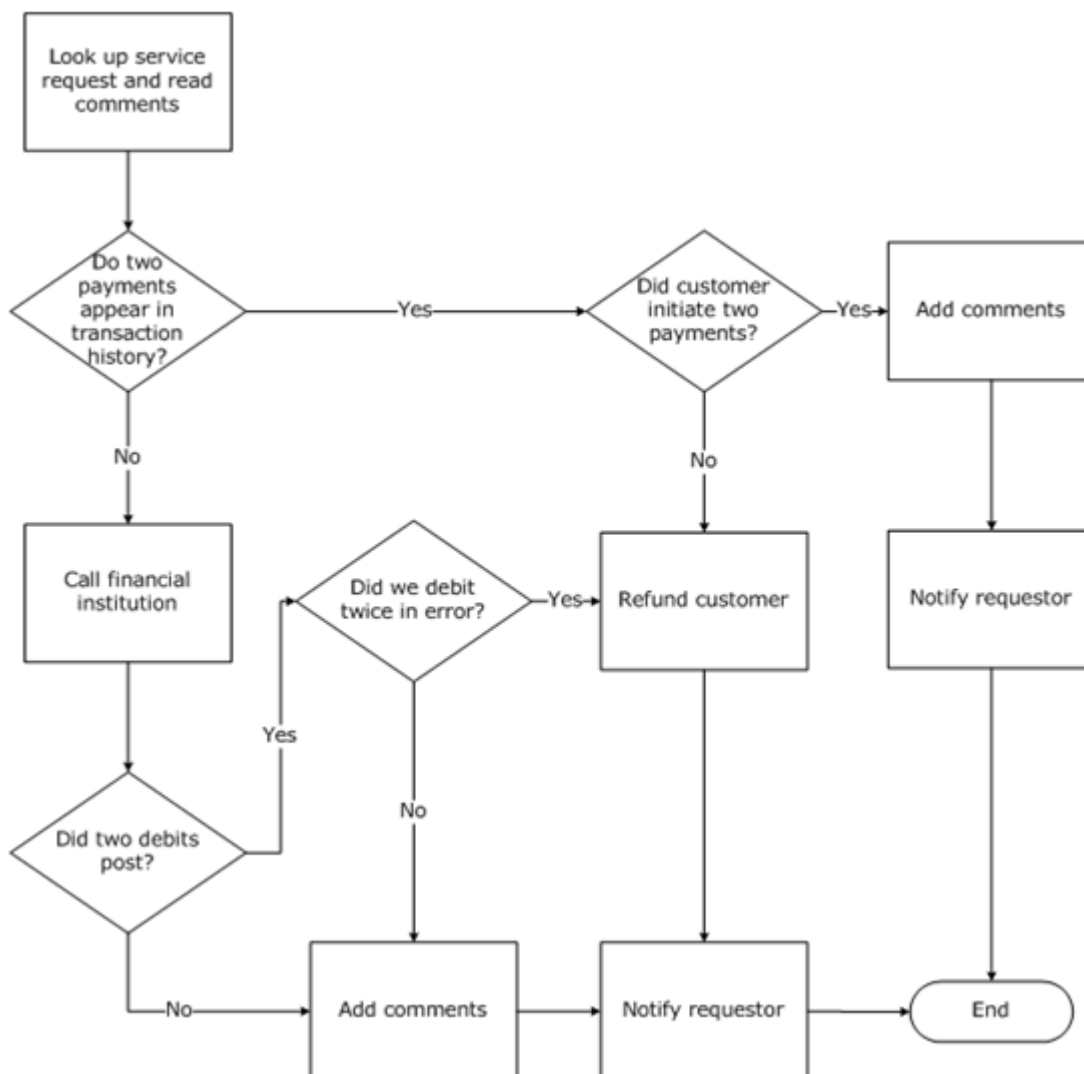 Look up service
request and read
comments
Do two
payments
appear in
transaction
history?
Yes
Did customer
initiate two
payments?
Yes
Add comments
No
No
Call financial
institution
Did we debit
twice in error?
Yes
Refund customer
Notify requestor
Yes
No
Did two debits
post?
No
Add comments
Notify requestor
End